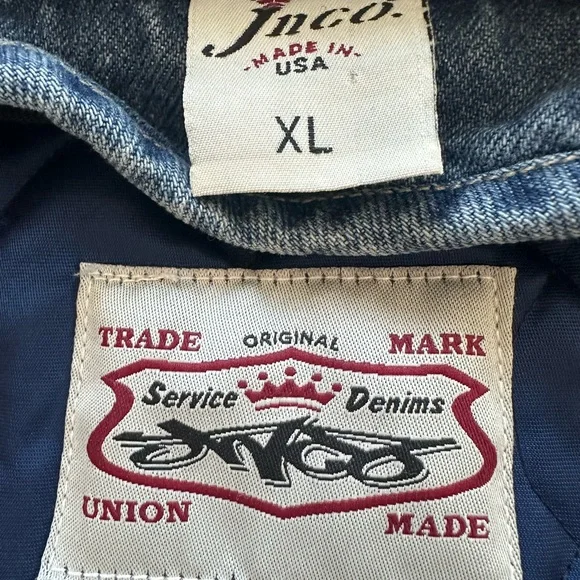 Jnco.
-MADE IN-
USA
XL
TRADE ORIGINAL MARK
Service Denims
JNCO
UNION MADE